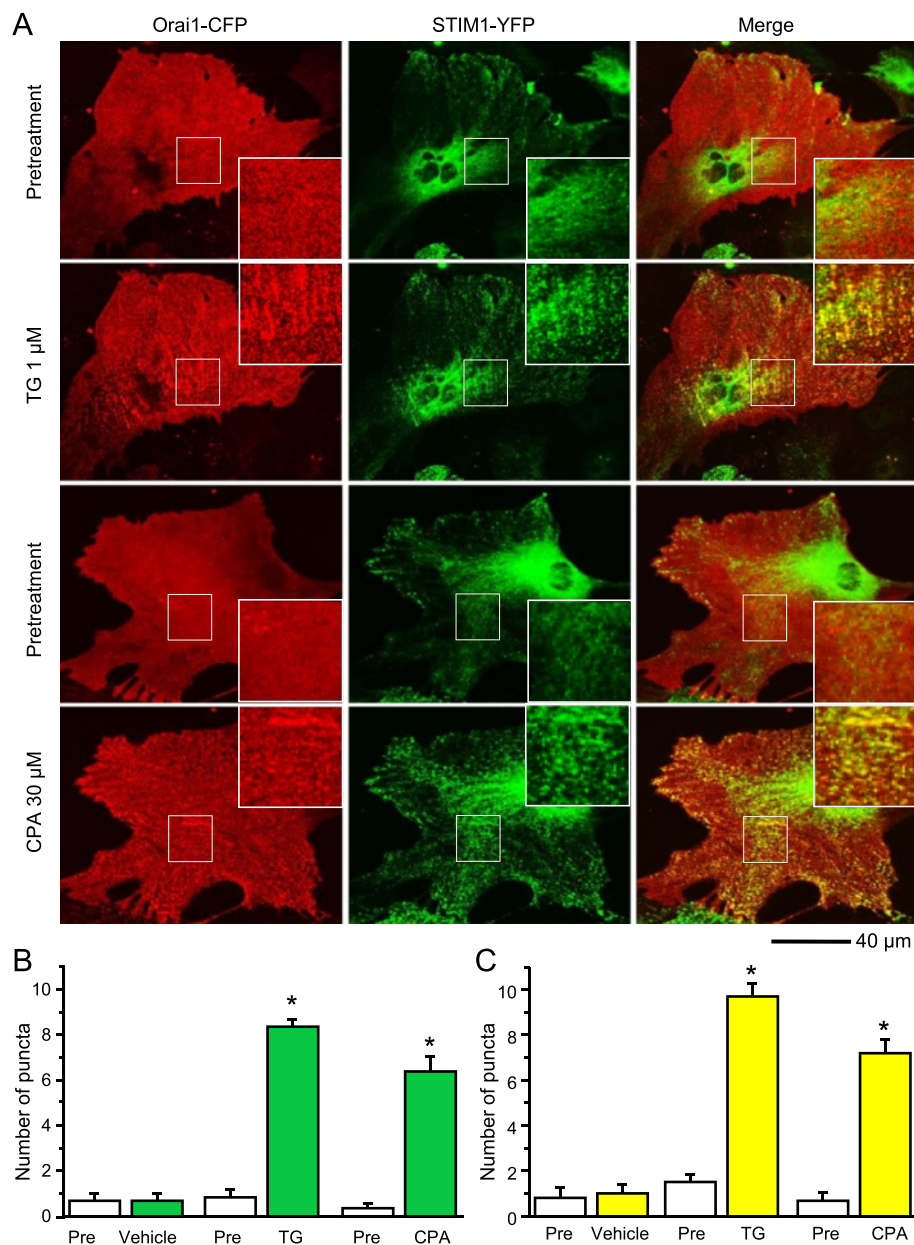 A
Orai1-CFP STIM1-YFP Merge
Pretreatment
TG 1 µM
Pretreatment
CPA 30 µM
40 µm
B
Number of puncta
10
8
6
4
2
0
*
*
Pre Vehicle Pre TG Pre CPA
C
Number of puncta
10
8
6
4
2
0
*
*
Pre Vehicle Pre TG Pre CPA